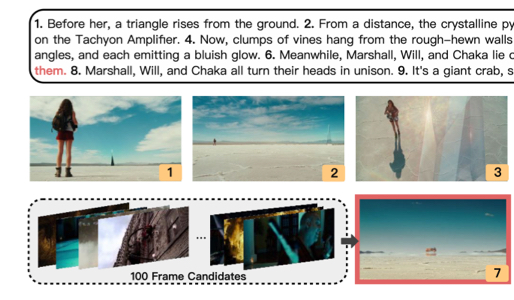 1. Before her, a triangle rises from the ground. 2. From a distance, the crystalline py
on the Tachyon Amplifier. 4. Now, clumps of vines hang from the rough-hewn walls
angles, and each emitting a bluish glow. 6. Meanwhile, Marshall, Will, and Chaka lie
them. 8. Marshall, Will, and Chaka all turn their heads in unison. 9. It's a giant crab, s
1
2
3
...
100 Frame Candidates
7